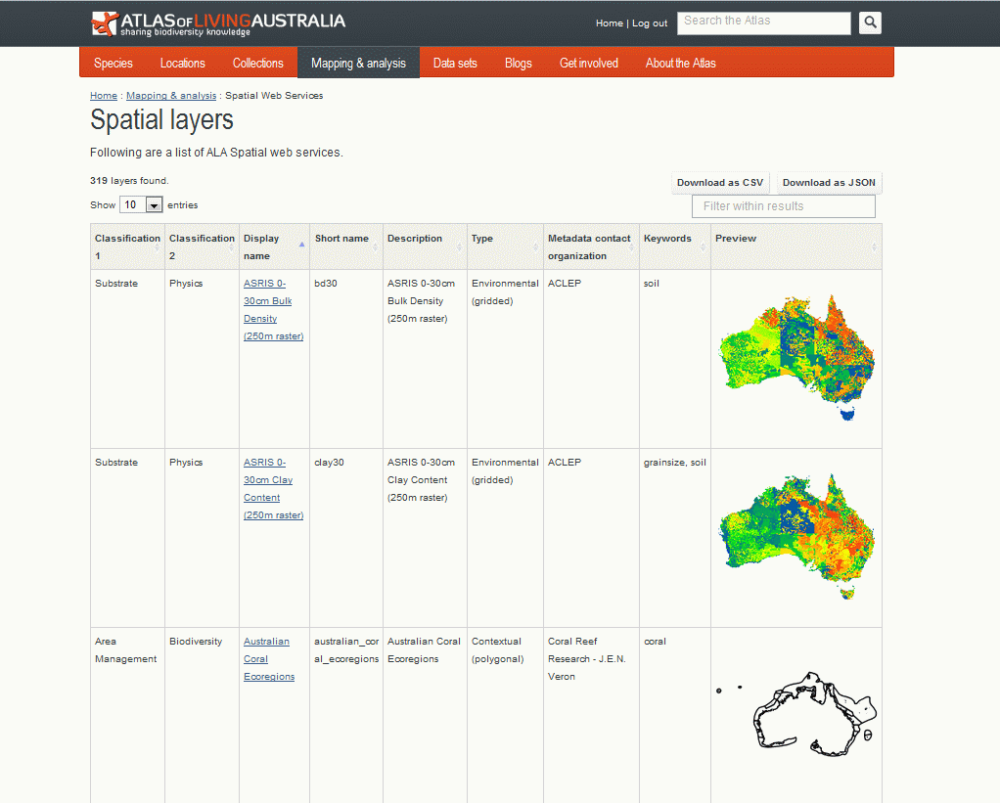 ATLASOFLIVINGAUSTRALIA
sharing biodiversity knowledge
Home | Log out
Search the Atlas
Species
Locations
Collections
Mapping & analysis
Data sets
Blogs
Get involved
About the Atlas
Home : Mapping & analysis : Spatial Web Services
Spatial layers
Following are a list of ALA Spatial web services.
319 layers found.
Download as CSV
Download as JSON
Show 10 entries
Filter within results
Classification
1
Classification
2
Display
name
Short name
Description
Type
Metadata contact
organization
Keywords
Preview
Substrate
Physics
ASRIS 0-
30cm Bulk
Density
(250m raster)
bd30
ASRIS 0-30cm
Bulk Density
(250m raster)
Environmental
(gridded)
ACLEP
soil
Substrate
Physics
ASRIS 0-
30cm Clay
Content
(250m raster)
clay30
ASRIS 0-30cm
Clay Content
(250m raster)
Environmental
(gridded)
ACLEP
grainsize, soil
Area
Management
Biodiversity
Australian
Coral
Ecoregions
australian_cor
al_ecoregions
Australian Coral
Ecoregions
Contextual
(polygonal)
Coral Reef
Research - J.E.N.
Veron
coral